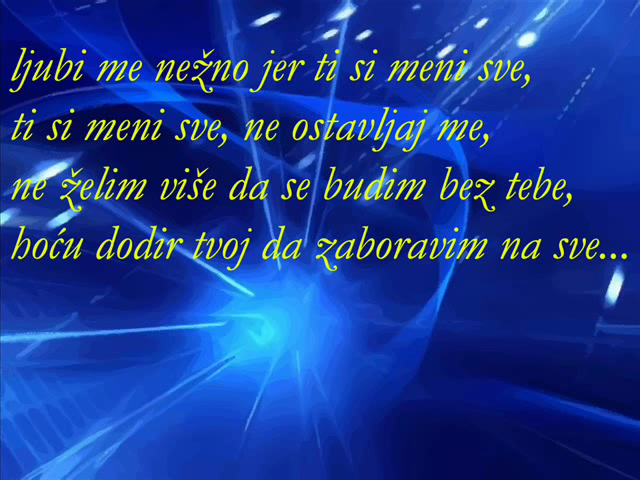 ljubi me nežno jer ti si meni sve,
ti si meni sve, ne ostavljaj me,
ne želim više da se budim bez tebe,
hoću dodir tvoj da zaboravim na sve...